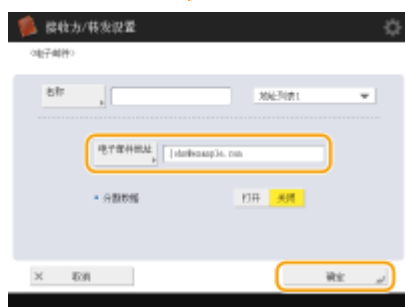 接收方/转发设置
<电子邮件>
名称
地址列表1
电子邮件地址
john@example.com
分割数据
打开 关闭
× 取消
确定